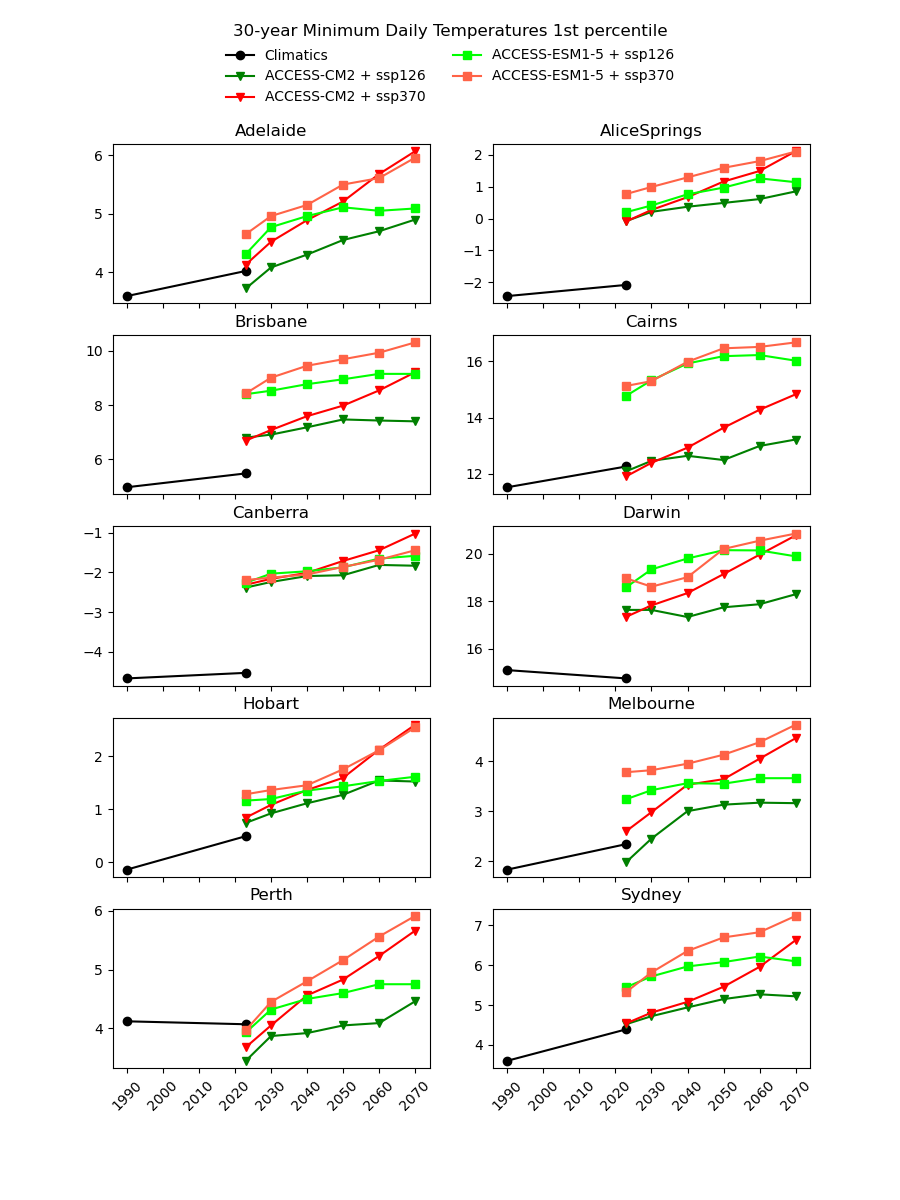 30-year Minimum Daily Temperatures 1st percentile
Climatics
ACCESS-CM2 + ssp126
ACCESS-CM2 + ssp370
ACCESS-ESM1-5 + ssp126
ACCESS-ESM1-5 + ssp370
Adelaide
6
5
4
AliceSprings
2
1
0
−1
−2
Brisbane
10
8
6
Cairns
16
14
12
Canberra
−1
−2
−3
−4
Darwin
20
18
16
Hobart
2
1
0
Melbourne
4
3
2
Perth
6
5
4
1990 2000 2010 2020 2030 2040 2050 2060 2070
Sydney
7
6
5
4
1990 2000 2010 2020 2030 2040 2050 2060 2070